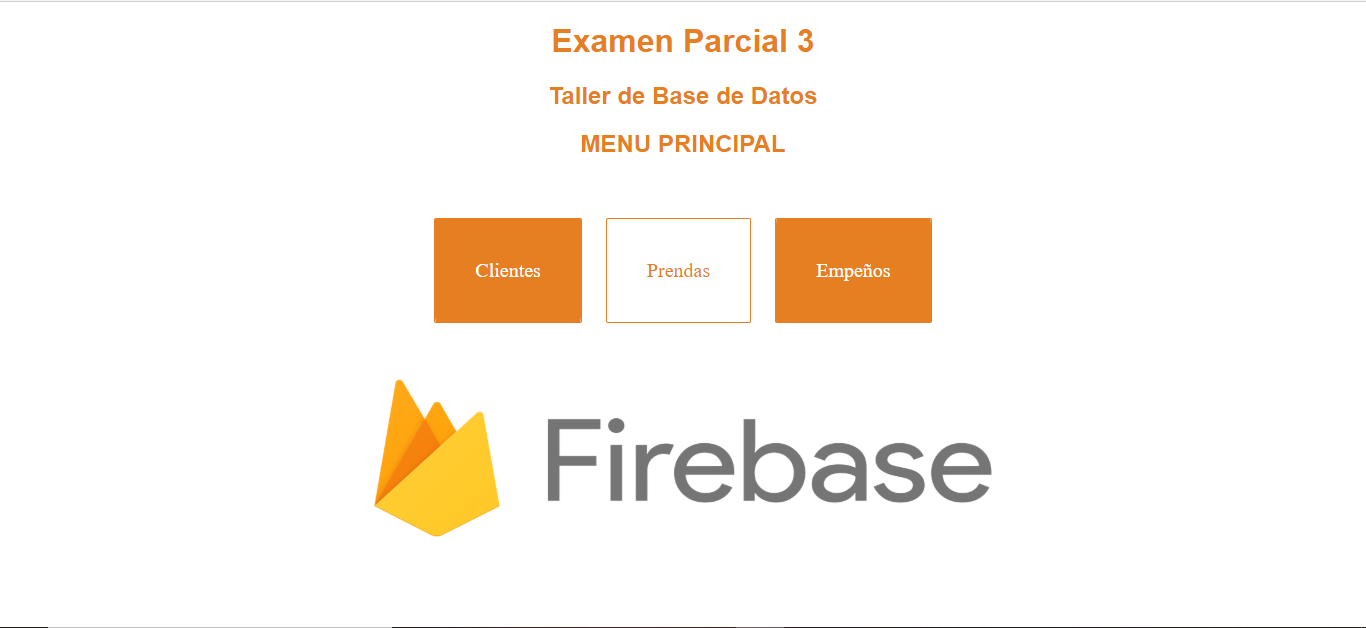 Examen Parcial 3
Taller de Base de Datos
MENU PRINCIPAL
Clientes
Prendas
Empeños
Firebase